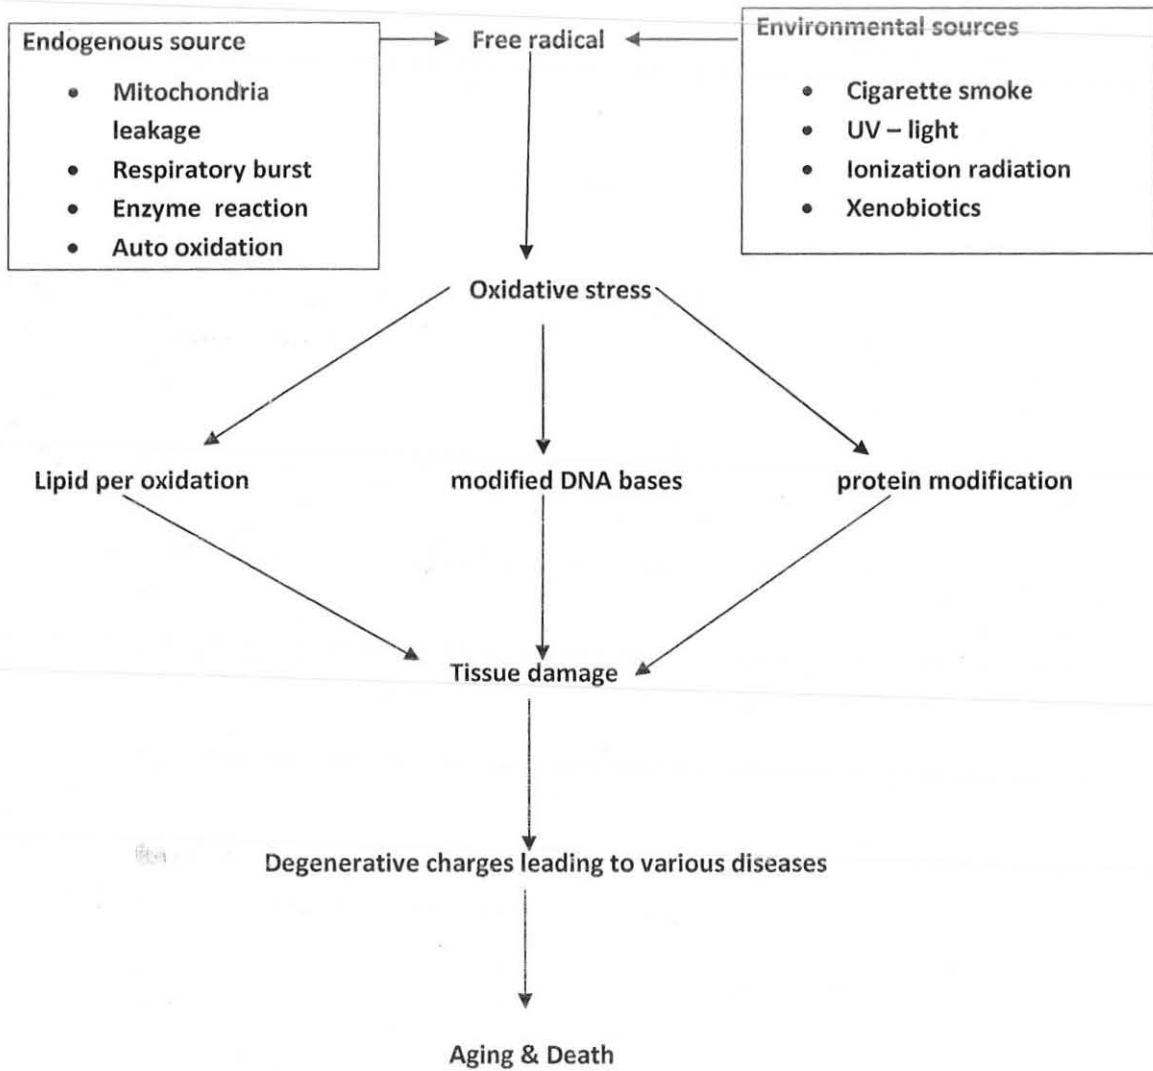 Endogenous source
• Mitochondria
leakage
• Respiratory burst
• Enzyme reaction
• Auto oxidation
Free radical
Environmental sources
• Cigarette smoke
• UV – light
• Ionization radiation
• Xenobiotics
Oxidative stress
Lipid per oxidation
modified DNA bases
protein modification
Tissue damage
Degenerative charges leading to various diseases
Aging & Death